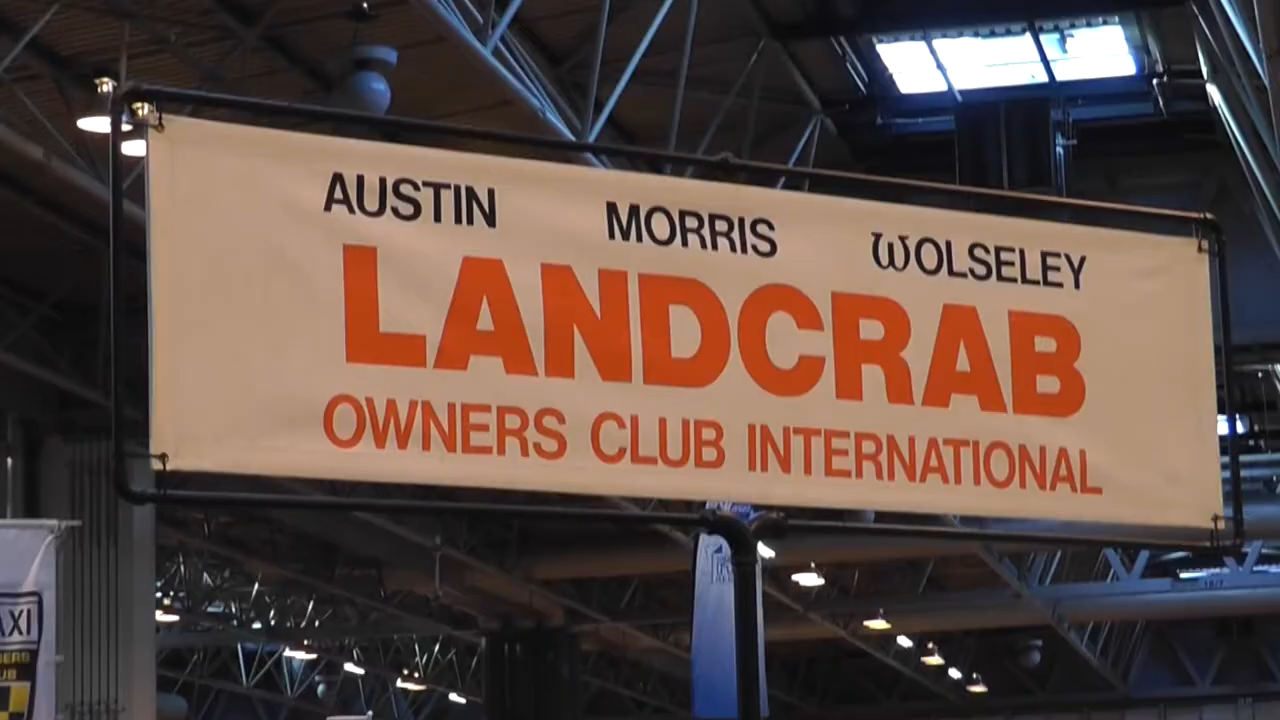 AUSTIN MORRIS WOLSELEY
LANDCRAB
OWNERS CLUB INTERNATIONAL
AXI